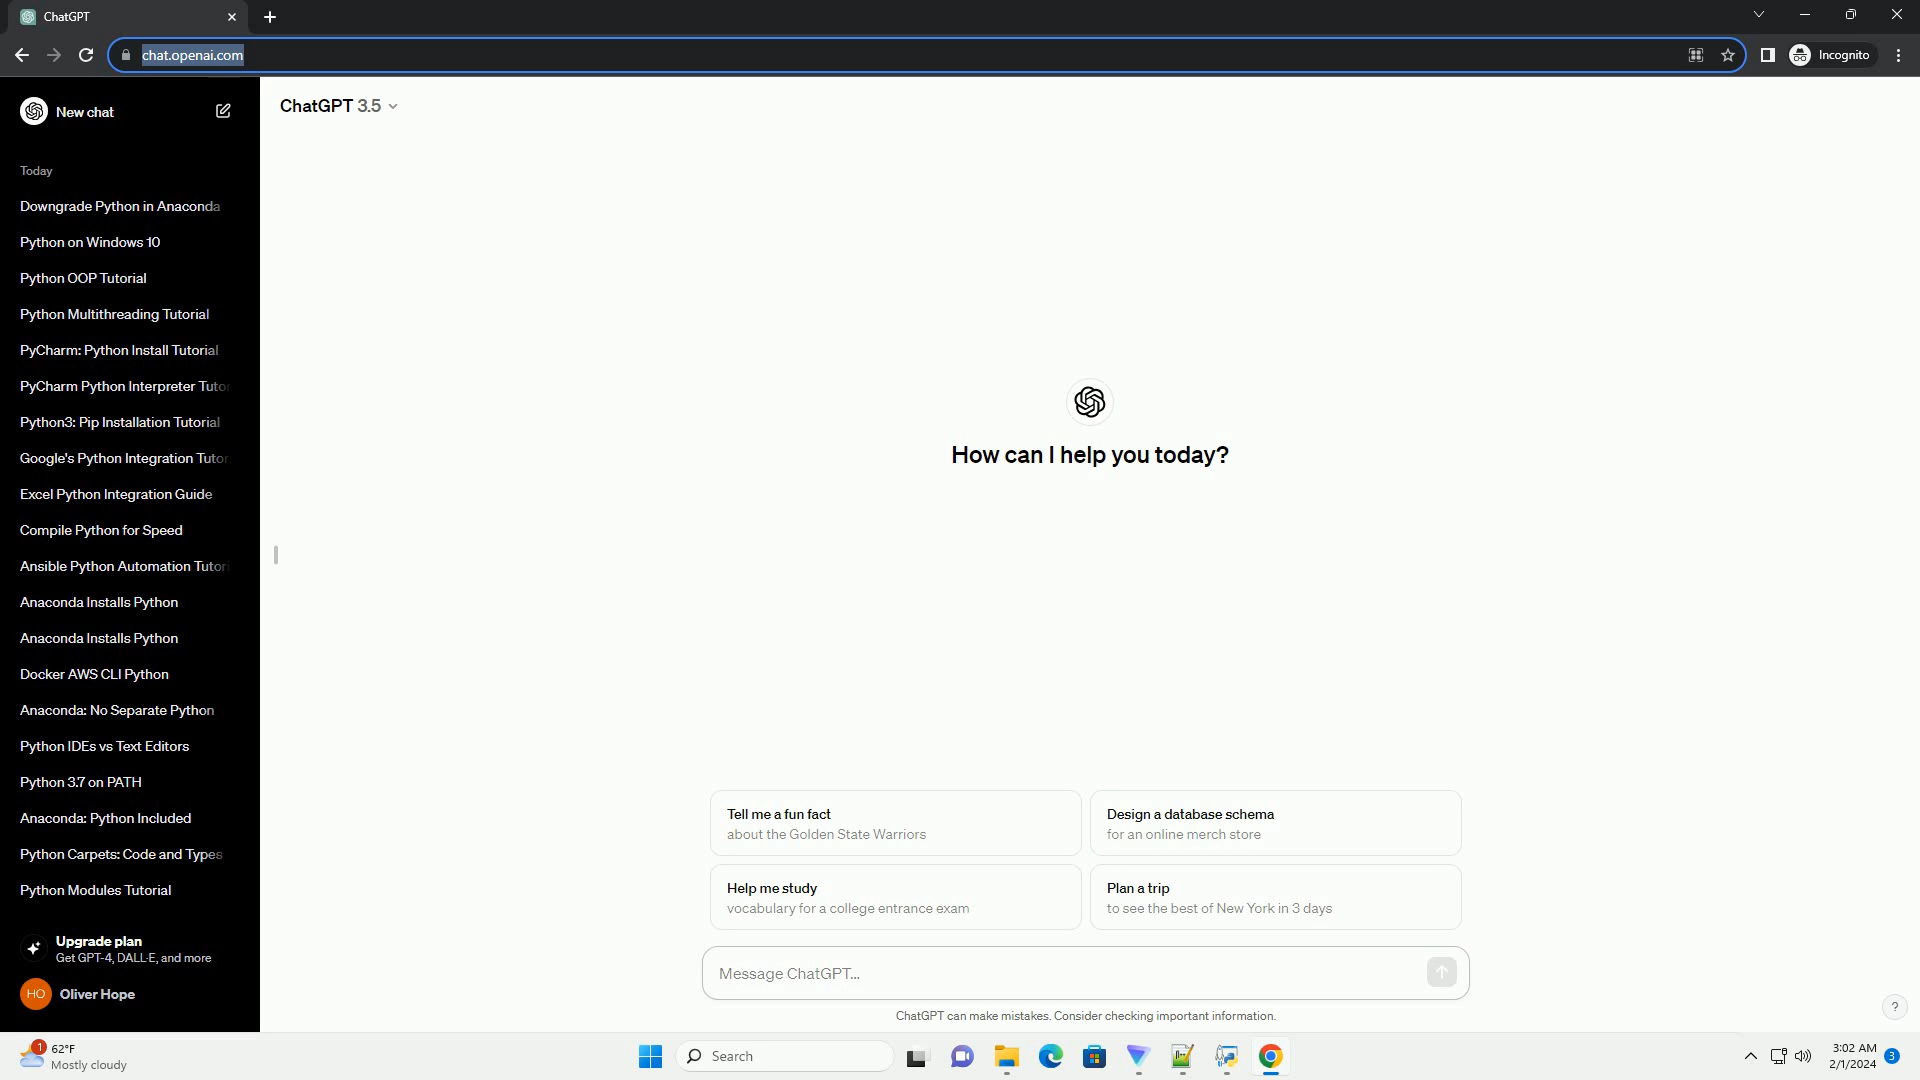 ChatGPT
chat.openai.com
Incognito
New chat
ChatGPT 3.5
Today
Downgrade Python in Anaconda
Python on Windows 10
Python OOP Tutorial
Python Multithreading Tutorial
PyCharm: Python Install Tutorial
PyCharm Python Interpreter Tutor
Python3: Pip Installation Tutorial
Google's Python Integration Tutor
Excel Python Integration Guide
Compile Python for Speed
Ansible Python Automation Tutori
Anaconda Installs Python
Anaconda Installs Python
Docker AWS CLI Python
Anaconda: No Separate Python
Python IDEs vs Text Editors
Python 3.7 on PATH
Anaconda: Python Included
Python Carpets: Code and Types
Python Modules Tutorial
Upgrade plan
Get GPT-4, DALL·E, and more
HO
Oliver Hope
How can I help you today?
Tell me a fun fact
about the Golden State Warriors
Design a database schema
for an online merch store
Help me study
vocabulary for a college entrance exam
Plan a trip
to see the best of New York in 3 days
Message ChatGPT...
ChatGPT can make mistakes. Consider checking important information.
?
1
62°F
Mostly cloudy
Search
3:02 AM
2/1/2024
3